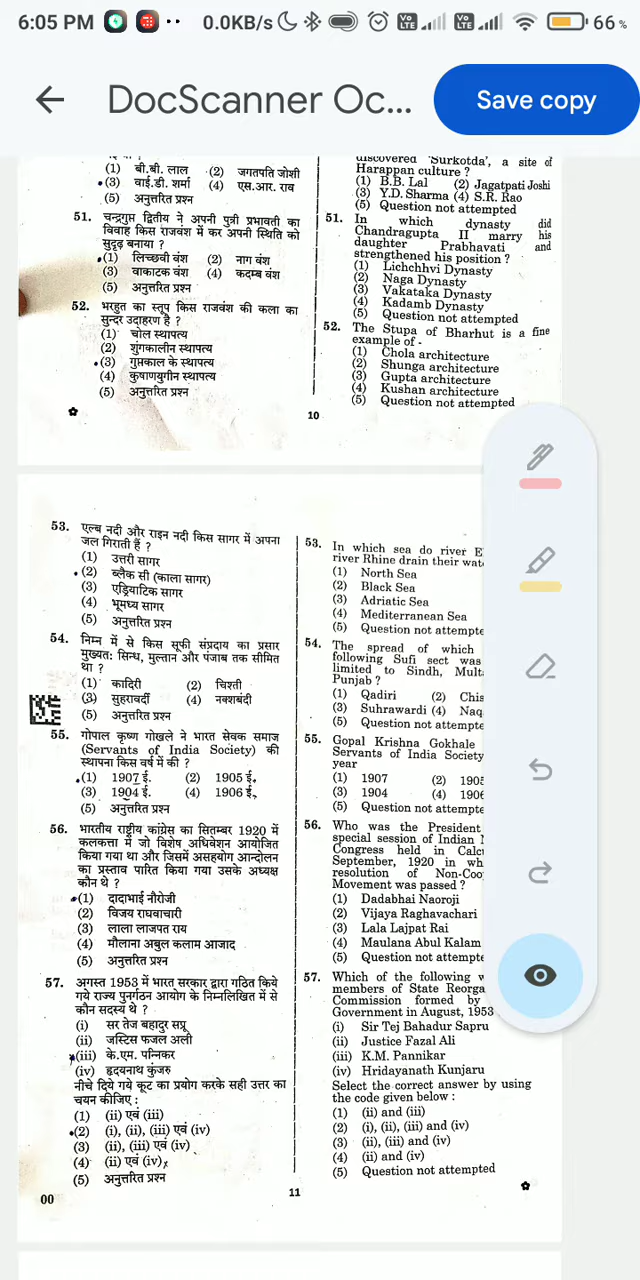 6:05 PM
0.0KB/s
Vo LTE
Vo LTE
66%
DocScanner Oc...
Save copy
(1) बी.बी. लाल (2) जगतपति जोशी
(3) वाई.डी. शर्मा (4) एस.आर. राव
(5) अनुत्तरित प्रश्न
51. चन्द्रगुप्त द्वितीय ने अपनी पुत्री प्रभावती का
विवाह किस राजवंश में कर अपनी स्थिति को
सुदृढ़ बनाया ?
(1) लिच्छवी वंश (2) नाग वंश
(3) वाकाटक वंश (4) कदम्ब वंश
(5) अनुत्तरित प्रश्न
52. भरहुत का स्तूप किस राजवंश की कला का
सुन्दर उदाहरण है ?
(1) चोल स्थापत्य
(2) शुंगकालीन स्थापत्य
(3) गुप्तकाल के स्थापत्य
(4) कुषाणयुगीन स्थापत्य
(5) अनुत्तरित प्रश्न
discovered 'Surkotda', a site of
Harappan culture ?
(1) B.B. Lal (2) Jagatpati Joshi
(3) Y.D. Sharma (4) S.R. Rao
(5) Question not attempted
51. In which dynasty did
Chandragupta II marry his
daughter Prabhavati and
strengthened his position ?
(1) Lichchhvi Dynasty
(2) Naga Dynasty
(3) Vakataka Dynasty
(4) Kadamb Dynasty
(5) Question not attempted
52. The Stupa of Bharhut is a fine
example of -
(1) Chola architecture
(2) Shunga architecture
(3) Gupta architecture
(4) Kushan architecture
(5) Question not attempted
10
53. एल्ब नदी और राइन नदी किस सागर में अपना
जल गिराती हैं ?
(1) उत्तरी सागर
(2) ब्लैक सी (काला सागर)
(3) एड्रियाटिक सागर
(4) भूमध्य सागर
(5) अनुत्तरित प्रश्न
54. निम्न में से किस सूफी संप्रदाय का प्रसार
मुख्यतः सिन्ध, मुल्तान और पंजाब तक सीमित
था ?
(1) कादिरी (2) चिश्ती
(3) सुहरावर्दी (4) नक्शबंदी
(5) अनुत्तरित प्रश्न
55. गोपाल कृष्ण गोखले ने भारत सेवक समाज
(Servants of India Society) की
स्थापना किस वर्ष में की ?
(1) 1907 ई. (2) 1905 ई.
(3) 1904 ई. (4) 1906 ई.
(5) अनुत्तरित प्रश्न
56. भारतीय राष्ट्रीय कांग्रेस का सितम्बर 1920 में
कलकत्ता में जो विशेष अधिवेशन आयोजित
किया गया था और जिसमें असहयोग आन्दोलन
का प्रस्ताव पारित किया गया उसके अध्यक्ष
कौन थे ?
(1) दादाभाई नौरोजी
(2) विजय राघवाचारी
(3) लाला लाजपत राय
(4) मौलाना अबुल कलाम आजाद
(5) अनुत्तरित प्रश्न
57. अगस्त 1953 में भारत सरकार द्वारा गठित किये
गये राज्य पुनर्गठन आयोग के निम्नलिखित में से
कौन सदस्य थे ?
(i) सर तेज बहादुर सप्रू
(ii) जस्टिस फजल अली
(iii) के.एम. पन्निकर
(iv) हृदयनाथ कुंजरु
नीचे दिये गये कूट का प्रयोग करके सही उत्तर का
चयन कीजिए :
(1) (ii) एवं (iii)
(2) (i), (ii), (iii) एवं (iv)
(3) (ii), (iii) एवं (iv)
(4) (ii) एवं (iv)
(5) अनुत्तरित प्रश्न
53. In which sea do river E
river Rhine drain their wat
(1) North Sea
(2) Black Sea
(3) Adriatic Sea
(4) Mediterranean Sea
(5) Question not attempte
54. The spread of which
following Sufi sect was
limited to Sindh, Mult
Punjab ?
(1) Qadiri (2) Chis
(3) Suhrawardi (4) Naq
(5) Question not attempte
55. Gopal Krishna Gokhale
Servants of India Society
year
(1) 1907 (2) 1905
(3) 1904 (4) 1906
(5) Question not attempte
56. Who was the President
special session of Indian N
Congress held in Calc
September, 1920 in wh
resolution of Non-Coo
Movement was passed ?
(1) Dadabhai Naoroji
(2) Vijaya Raghavachari
(3) Lala Lajpat Rai
(4) Maulana Abul Kalam
(5) Question not attempte
57. Which of the following w
members of State Reorga
Commission formed by
Government in August, 1953
(i) Sir Tej Bahadur Sapru
(ii) Justice Fazal Ali
(iii) K.M. Pannikar
(iv) Hridayanath Kunjaru
Select the correct answer by using
the code given below :
(1) (ii) and (iii)
(2) (i), (ii), (iii) and (iv)
(3) (ii), (iii) and (iv)
(4) (ii) and (iv)
(5) Question not attempted
00
11